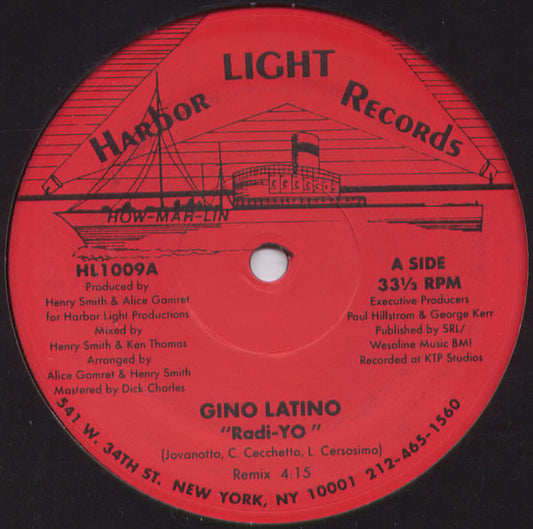 HARBOR LIGHT RECORDS
HOW-MAH-LIN
HL1009A
Produced by
Henry Smith & Alice Gamret
for Harbor Light Productions
Mixed by
Henry Smith & Ken Thomas
Arranged by
Alice Gamret & Henry Smith
Mastered by Dick Charles
A SIDE
33⅓ RPM
Executive Producers
Paul Hillstrom & George Kerr
Published by SRL/
Wesaline Music BMI
Recorded at KTP Studios
GINO LATINO
"Radi-YO"
(Jovanotto, C. Cecchetto, L. Cersosimo)
Remix 4:15
541 W. 34TH ST. NEW YORK, NY 10001 212-465-1560